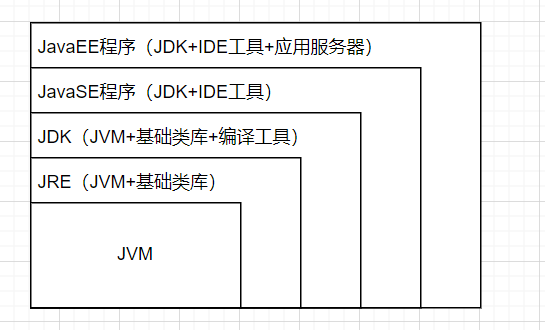 JavaEE程序（JDK+IDE工具+应用服务器）
JavaSE程序（JDK+IDE工具）
JDK（JVM+基础类库+编译工具）
JRE（JVM+基础类库）
JVM